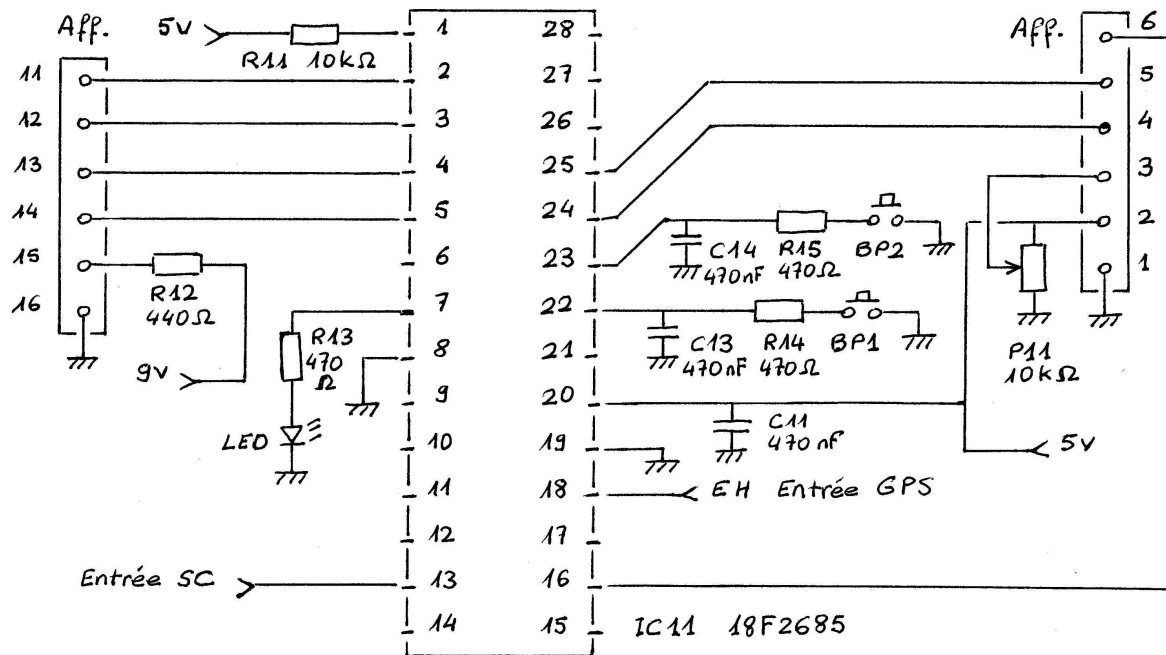 Aff.
5V
R11 10kΩ
1
28
Aff.
6
11
2
27
5
12
3
26
4
13
4
25
3
14
5
24
2
15
6
23
1
R12
440Ω
C14
470nF
R15
470Ω
BP2
16
7
22
R13
470
Ω
C13
470nF
R14
470Ω
BP1
P11
10kΩ
8
21
9V
9
20
C11
470nF
LED
10
19
5V
11
18
EH Entrée GPS
12
17
Entrée SC
13
16
14
15
IC11 18F2685